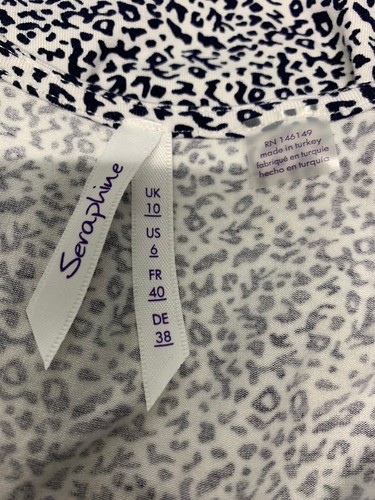 Seraphine
UK
10
US
6
FR
40
DE
38
RN 146149
made in turkey
fabriqué en turquie
hecho en turquía